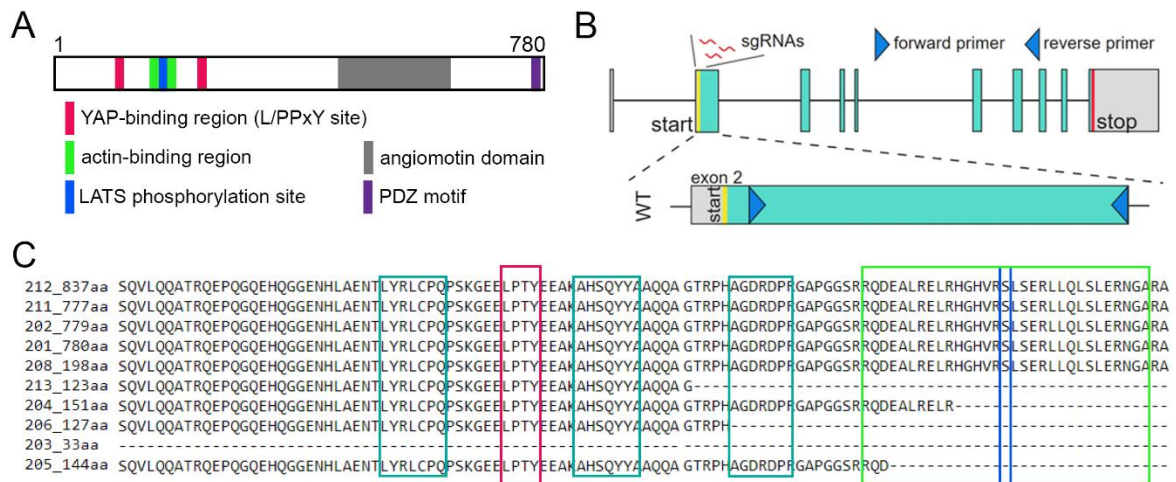 A
1
780
YAP-binding region (L/PPxY site)
actin-binding region
angiomotin domain
LATS phosphorylation site
PDZ motif
B
sgRNAs
forward primer
reverse primer
start
stop
exon 2
WT
start
C
212_837aa SQVLQQATRQEPQGQEHQGGENHLAENTLYRLCPQPSKGEELPTYEEAKAHSQYYAAQQA GTRPHAGDRDPRGAPGGSRRQDEALRELRHGHVRSLSERLLQLSLERNGARA
211_777aa SQVLQQATRQEPQGQEHQGGENHLAENTLYRLCPQPSKGEELPTYEEAKAHSQYYAAQQA GTRPHAGDRDPRGAPGGSRRQDEALRELRHGHVRSLSERLLQLSLERNGARA
202_779aa SQVLQQATRQEPQGQEHQGGENHLAENTLYRLCPQPSKGEELPTYEEAKAHSQYYAAQQA GTRPHAGDRDPRGAPGGSRRQDEALRELRHGHVRSLSERLLQLSLERNGARA
201_780aa SQVLQQATRQEPQGQEHQGGENHLAENTLYRLCPQPSKGEELPTYEEAKAHSQYYAAQQA GTRPHAGDRDPRGAPGGSRRQDEALRELRHGHVRSLSERLLQLSLERNGARA
208_198aa SQVLQQATRQEPQGQEHQGGENHLAENTLYRLCPQPSKGEELPTYEEAKAHSQYYAAQQA GTRPHAGDRDPRGAPGGSRRQDEALRELRHGHVRSLSERLLQLSLERNGARA
213_123aa SQVLQQATRQEPQGQEHQGGENHLAENTLYRLCPQPSKGEELPTYEEAKAHSQYYAAQQA G---------------------------------------------------
204_151aa SQVLQQATRQEPQGQEHQGGENHLAENTLYRLCPQPSKGEELPTYEEAKAHSQYYAAQQA GTRPHAGDRDPRGAPGGSRRQDEALRELR-----------------------
206_127aa SQVLQQATRQEPQGQEHQGGENHLAENTLYRLCPQPSKGEELPTYEEAKAHSQYYAAQQA GTRPH-----------------------------------------------
203_33aa ------------------------------------------------------------ ----------------------------------------------------
205_144aa SQVLQQATRQEPQGQEHQGGENHLAENTLYRLCPQPSKGEELPTYEEAKAHSQYYAAQQA GTRPHAGDRDPRGAPGGSRRQD------------------------------